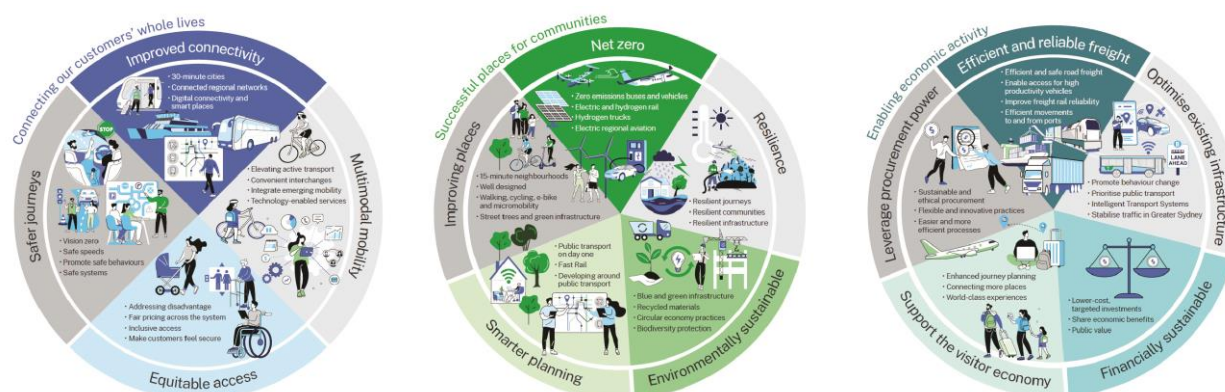 Connecting our customers' whole lives
Improved connectivity
• 30-minute cities
• Connected regional networks
• Digital connectivity and
smart places
Multimodal mobility
• Elevating active transport
• Convenient interchanges
• Integrate emerging mobility
• Technology-enabled services
Equitable access
• Addressing disadvantage
• Fair pricing across the system
• Inclusive access
• Make customers feel secure
Safer journeys
STOP
• Vision zero
• Safe speeds
• Promote safe behaviours
• Safe systems
Successful places for communities
Net zero
• Zero emissions buses and vehicles
• Electric and hydrogen rail
• Hydrogen trucks
• Electric regional aviation
Resilience
• Resilient journeys
• Resilient communities
• Resilient infrastructure
Environmentally sustainable
• Blue and green infrastructure
• Recycled materials
• Circular economy practices
• Biodiversity protection
Smarter planning
• Public transport
on day one
• Fast Rail
• Developing around
public transport
Improving places
• 15-minute neighbourhoods
• Well designed
• Walking, cycling, e-bike
and micromobility
• Street trees and green infrastructure
Enabling economic activity
Efficient and reliable freight
• Efficient and safe road freight
• Enable access for high
productivity vehicles
• Improve freight rail reliability
• Efficient movements
to and from ports
Optimise existing infrastructure
LANE
AHEAD
• Promote behaviour change
• Prioritise public transport
• Intelligent Transport Systems
• Stabilise traffic in Greater Sydney
Financially sustainable
• Lower-cost,
targeted investments
• Share economic benefits
• Public value
Support the visitor economy
• Enhanced journey planning
• Connecting more places
• World-class experiences
Leverage procurement power
• Sustainable and
ethical procurement
• Flexible and innovative practices
• Easier and more
efficient processes